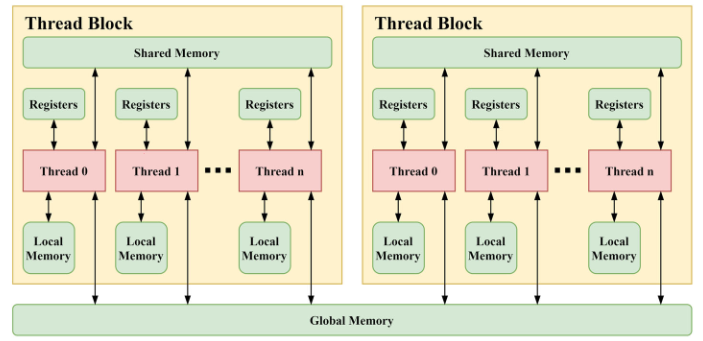 Thread Block
Shared Memory
Registers
Registers
Registers
Thread 0
Thread 1
Thread n
Local
Memory
Local
Memory
Local
Memory
Thread Block
Shared Memory
Registers
Registers
Registers
Thread 0
Thread 1
Thread n
Local
Memory
Local
Memory
Local
Memory
Global Memory